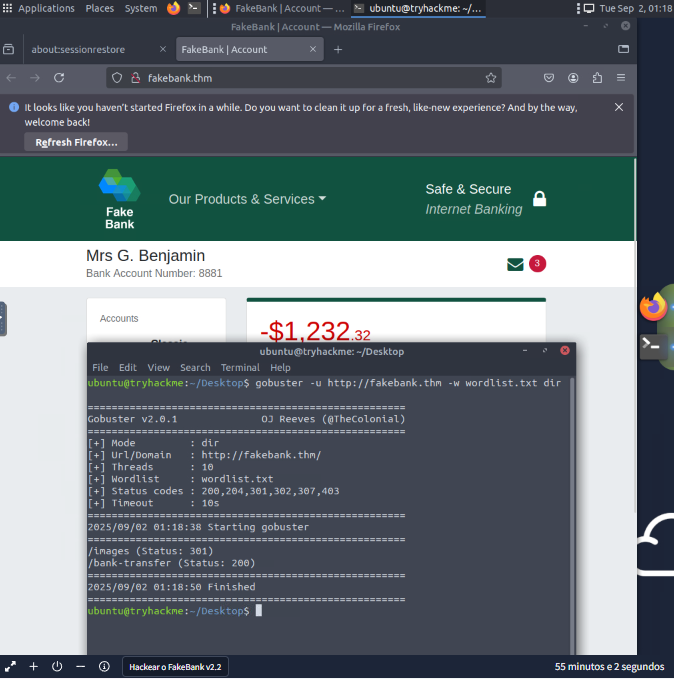 Applications Places System FakeBank | Account — ... ubuntu@tryhackme: ~/... Tue Sep 2, 01:18
FakeBank | Account — Mozilla Firefox
about:sessionrestore FakeBank | Account
fakebank.thm
It looks like you haven't started Firefox in a while. Do you want to clean it up for a fresh, like-new experience? And by the way,
welcome back!
Refresh Firefox...
Fake
Bank
Our Products & Services
Safe & Secure
Internet Banking
Mrs G. Benjamin
Bank Account Number: 8881
3
Accounts
-$1,232.32
ubuntu@tryhackme: ~/Desktop
File Edit View Search Terminal Help
ubuntu@tryhackme:~/Desktop$ gobuster -u http://fakebank.thm -w wordlist.txt dir
=====================================================
Gobuster v2.0.1 OJ Reeves (@TheColonial)
=====================================================
[+] Mode : dir
[+] Url/Domain : http://fakebank.thm/
[+] Threads : 10
[+] Wordlist : wordlist.txt
[+] Status codes : 200,204,301,302,307,403
[+] Timeout : 10s
=====================================================
2025/09/02 01:18:38 Starting gobuster
=====================================================
/images (Status: 301)
/bank-transfer (Status: 200)
=====================================================
2025/09/02 01:18:50 Finished
=====================================================
ubuntu@tryhackme:~/Desktop$
Hackear o FakeBank v2.2
55 minutos e 2 segundos